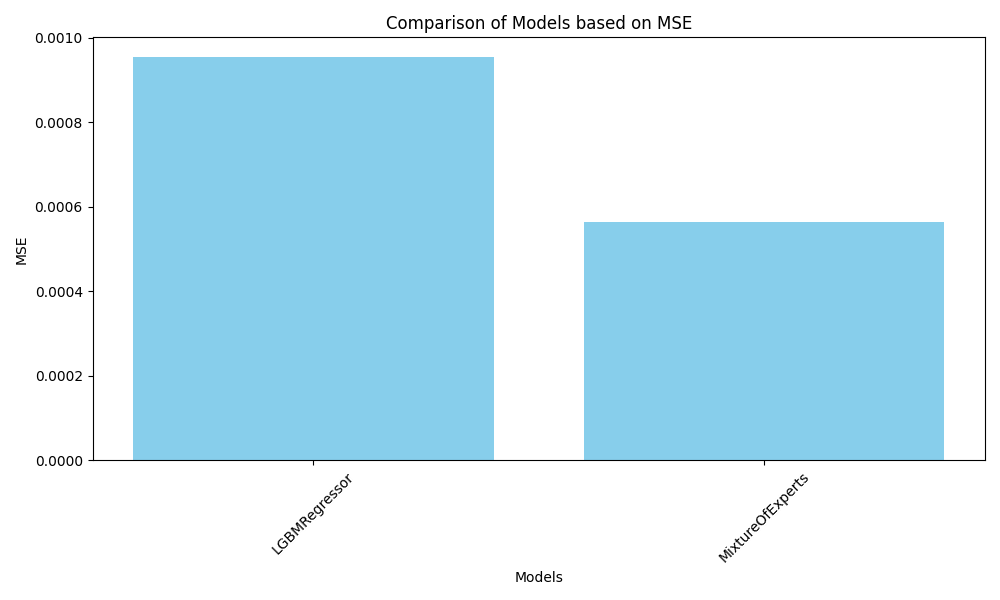 Comparison of Models based on MSE
0.0010
0.0008
0.0006
0.0004
0.0002
0.0000
MSE
LGBMRegressor
MixtureOfExperts
Models